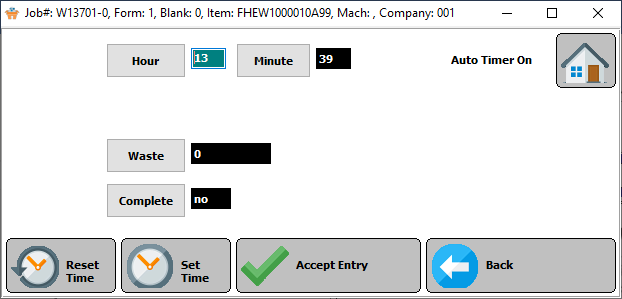 Job#: W13701-0, Form: 1, Blank: 0, Item: FHEW1000010A99, Mach: , Company: 001
Hour 13 Minute 39 Auto Timer On
Waste 0
Complete no
Reset Time
Set Time
Accept Entry
Back